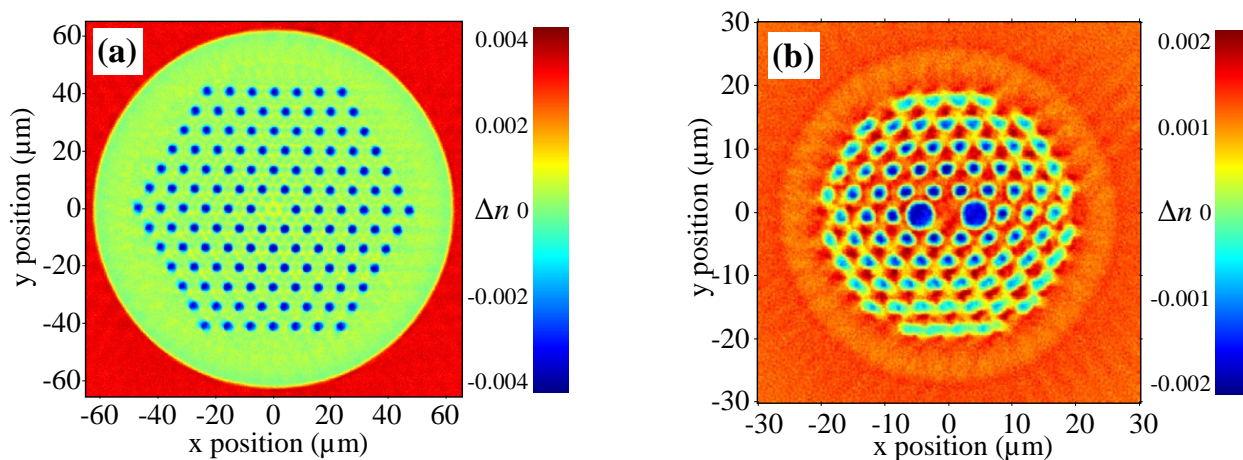 (a)
60
40
20
0
-20
-40
-60
y position (µm)
-60 -40 -20 0 20 40 60
x position (µm)
0.004
0.002
Δn 0
-0.002
-0.004
(b)
30
20
10
0
-10
-20
-30
y position (µm)
-30 -20 -10 0 10 20 30
x position (µm)
0.002
0.001
Δn 0
-0.001
-0.002